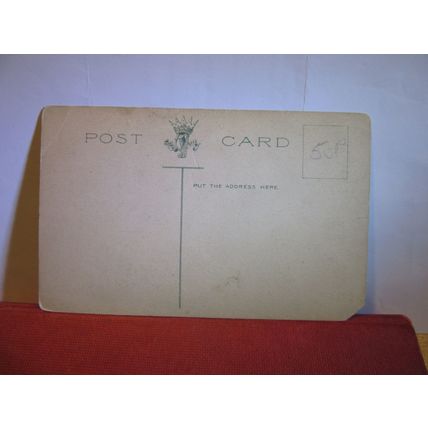 POST CARD
50P
PUT THE ADDRESS HERE.